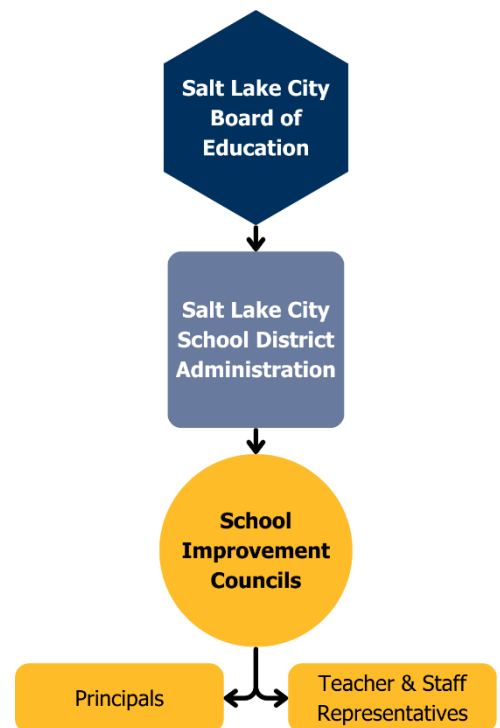 Salt Lake City
Board of
Education
Salt Lake City
School District
Administration
School
Improvement
Councils
Principals
Teacher & Staff
Representatives